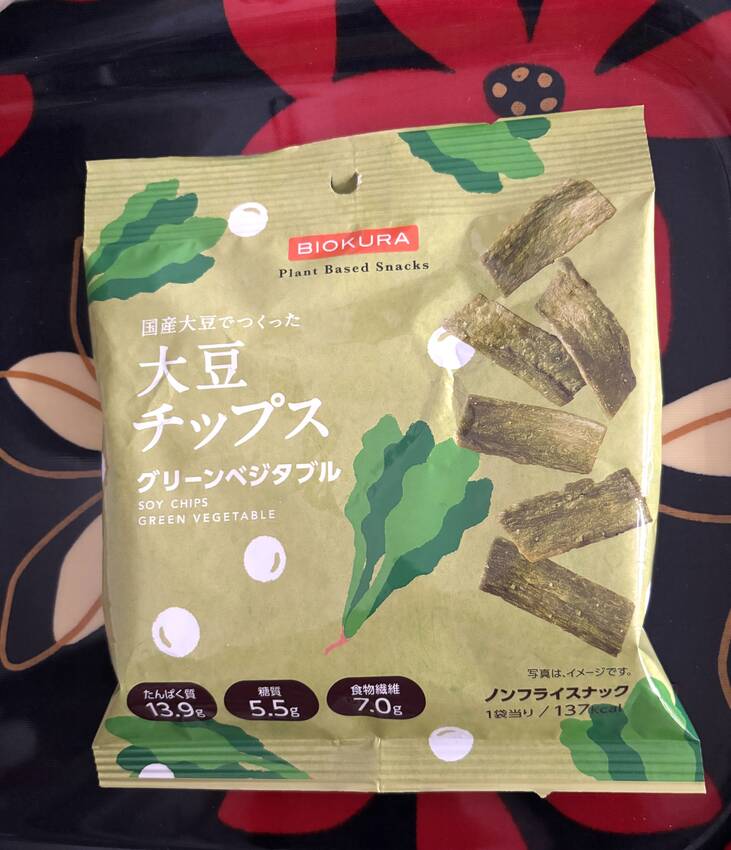 BIOKURA
Plant Based Snacks
国産大豆でつくった
大豆
チップス
グリーンベジタブル
SOY CHIPS
GREEN VEGETABLE
たんぱく質
13.9g
糖質
5.5g
食物繊維
7.0g
写真は、イメージです。
ノンフライスナック
1袋当り / 137kcal